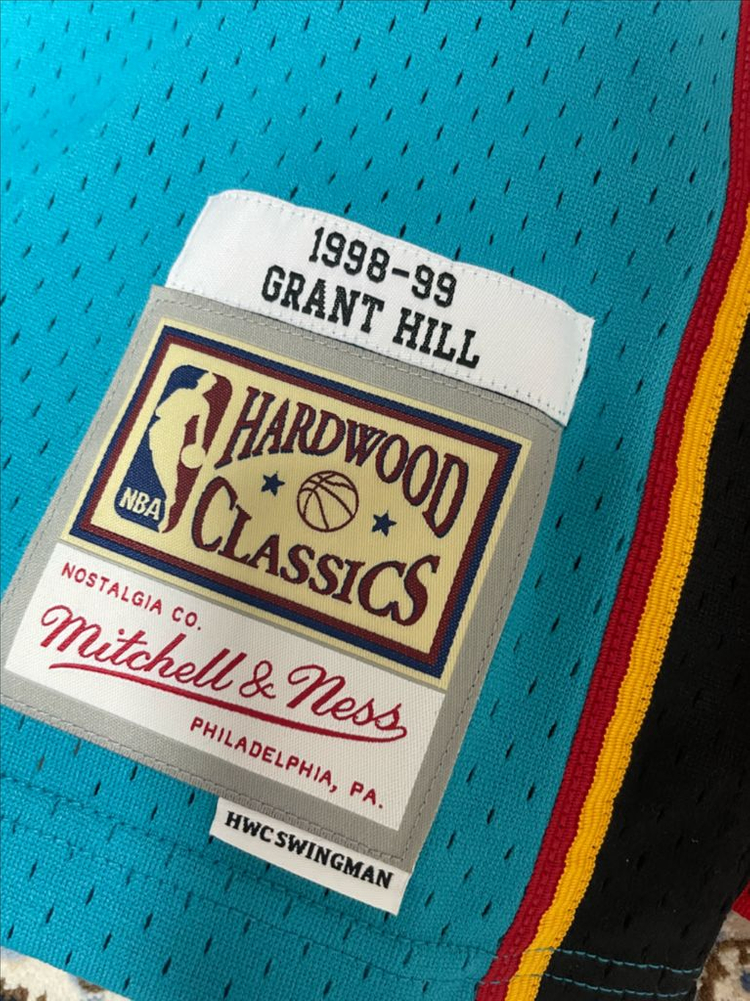 1998-99
GRANT HILL
HARDWOOD
CLASSICS
NBA
NOSTALGIA CO.
Mitchell & Ness
PHILADELPHIA, PA.
HWC SWINGMAN